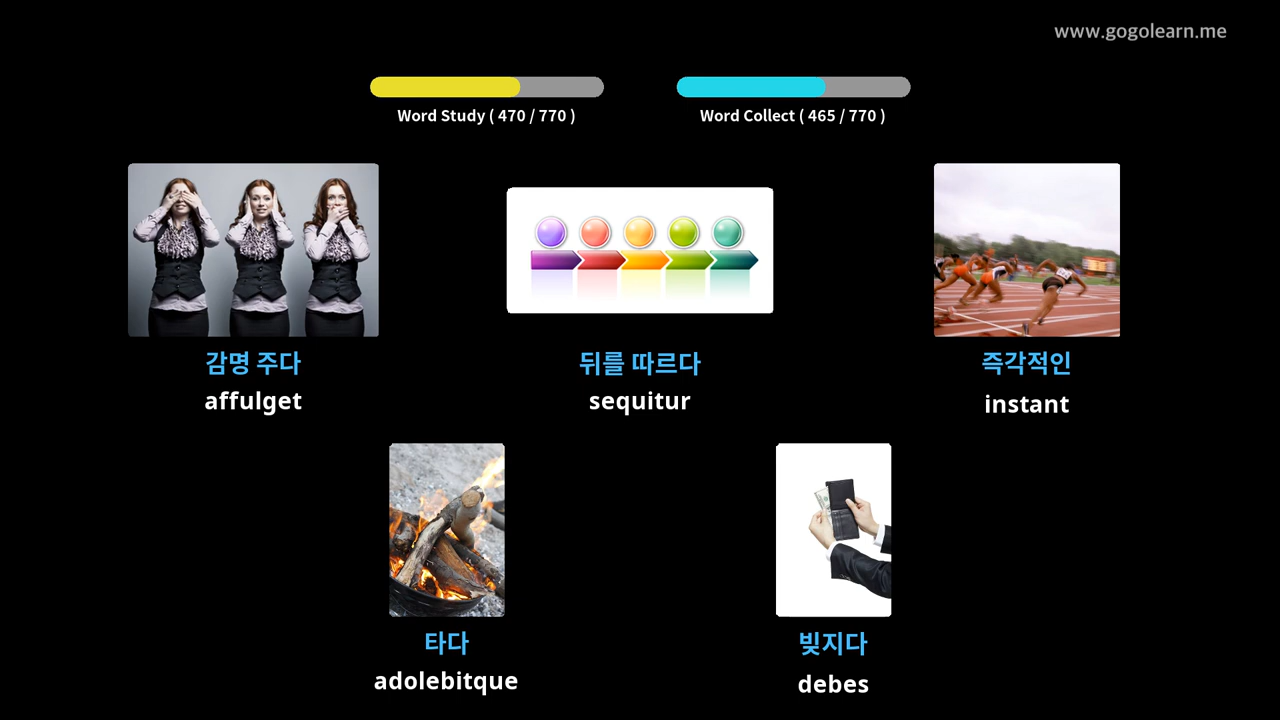 www.gogolearn.me
Word Study ( 470 / 770 )
Word Collect ( 465 / 770 )
감명 주다
affulget
뒤를 따르다
sequitur
즉각적인
instant
타다
adolebitque
빚지다
debes